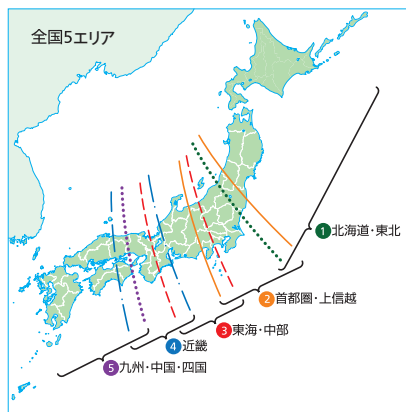 全国5エリア
1北海道・東北
2首都圏・上信越
3東海・中部
4近畿
5九州・中国・四国